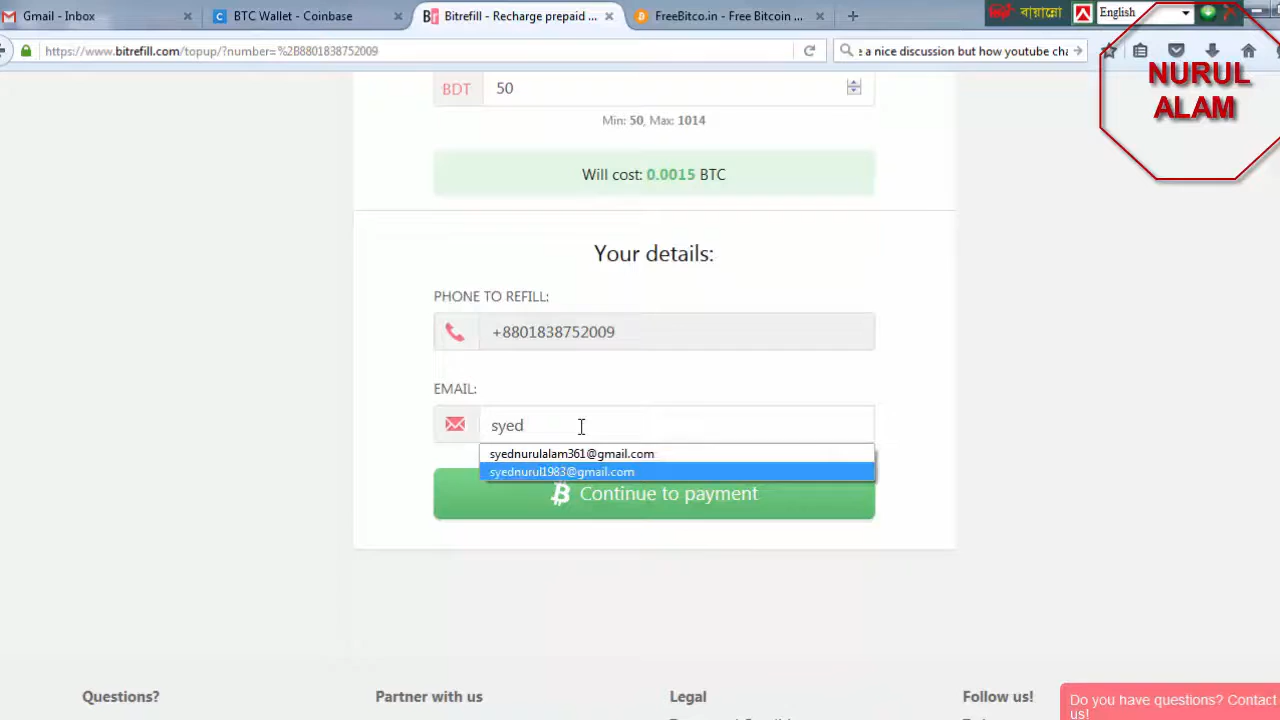 Gmail - Inbox
BTC Wallet - Coinbase
Bitrefill - Recharge prepaid ...
FreeBitco.in - Free Bitcoin ...
বায়ান্নো
English
https://www.bitrefill.com/topup/?number=%2B8801838752009
e a nice discussion but how youtube cha
NURUL
ALAM
BDT 50
Min: 50, Max: 1014
Will cost: 0.0015 BTC
Your details:
PHONE TO REFILL:
+8801838752009
EMAIL:
syed
syednurulalam361@gmail.com
syednurul1983@gmail.com
Continue to payment
Questions?
Partner with us
Legal
Follow us!
Do you have questions? Contact
us!